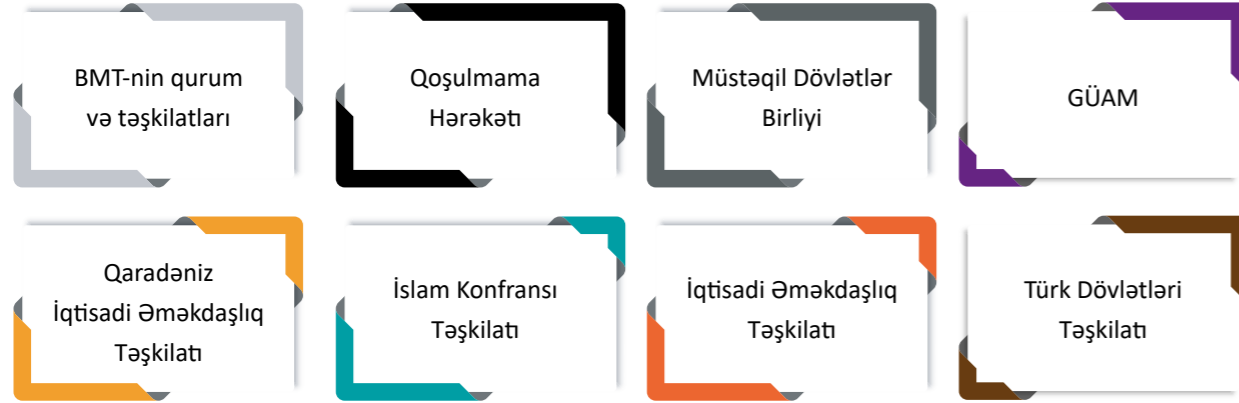 BMT-nin qurum
və təşkilatları
Qoşulmama
Hərəkatı
Müstəqil Dövlətlər
Birliyi
GÜAM
Qaradəniz
İqtisadi Əməkdaşlıq
Təşkilatı
İslam Konfransı
Təşkilatı
İqtisadi Əməkdaşlıq
Təşkilatı
Türk Dövlətləri
Təşkilatı